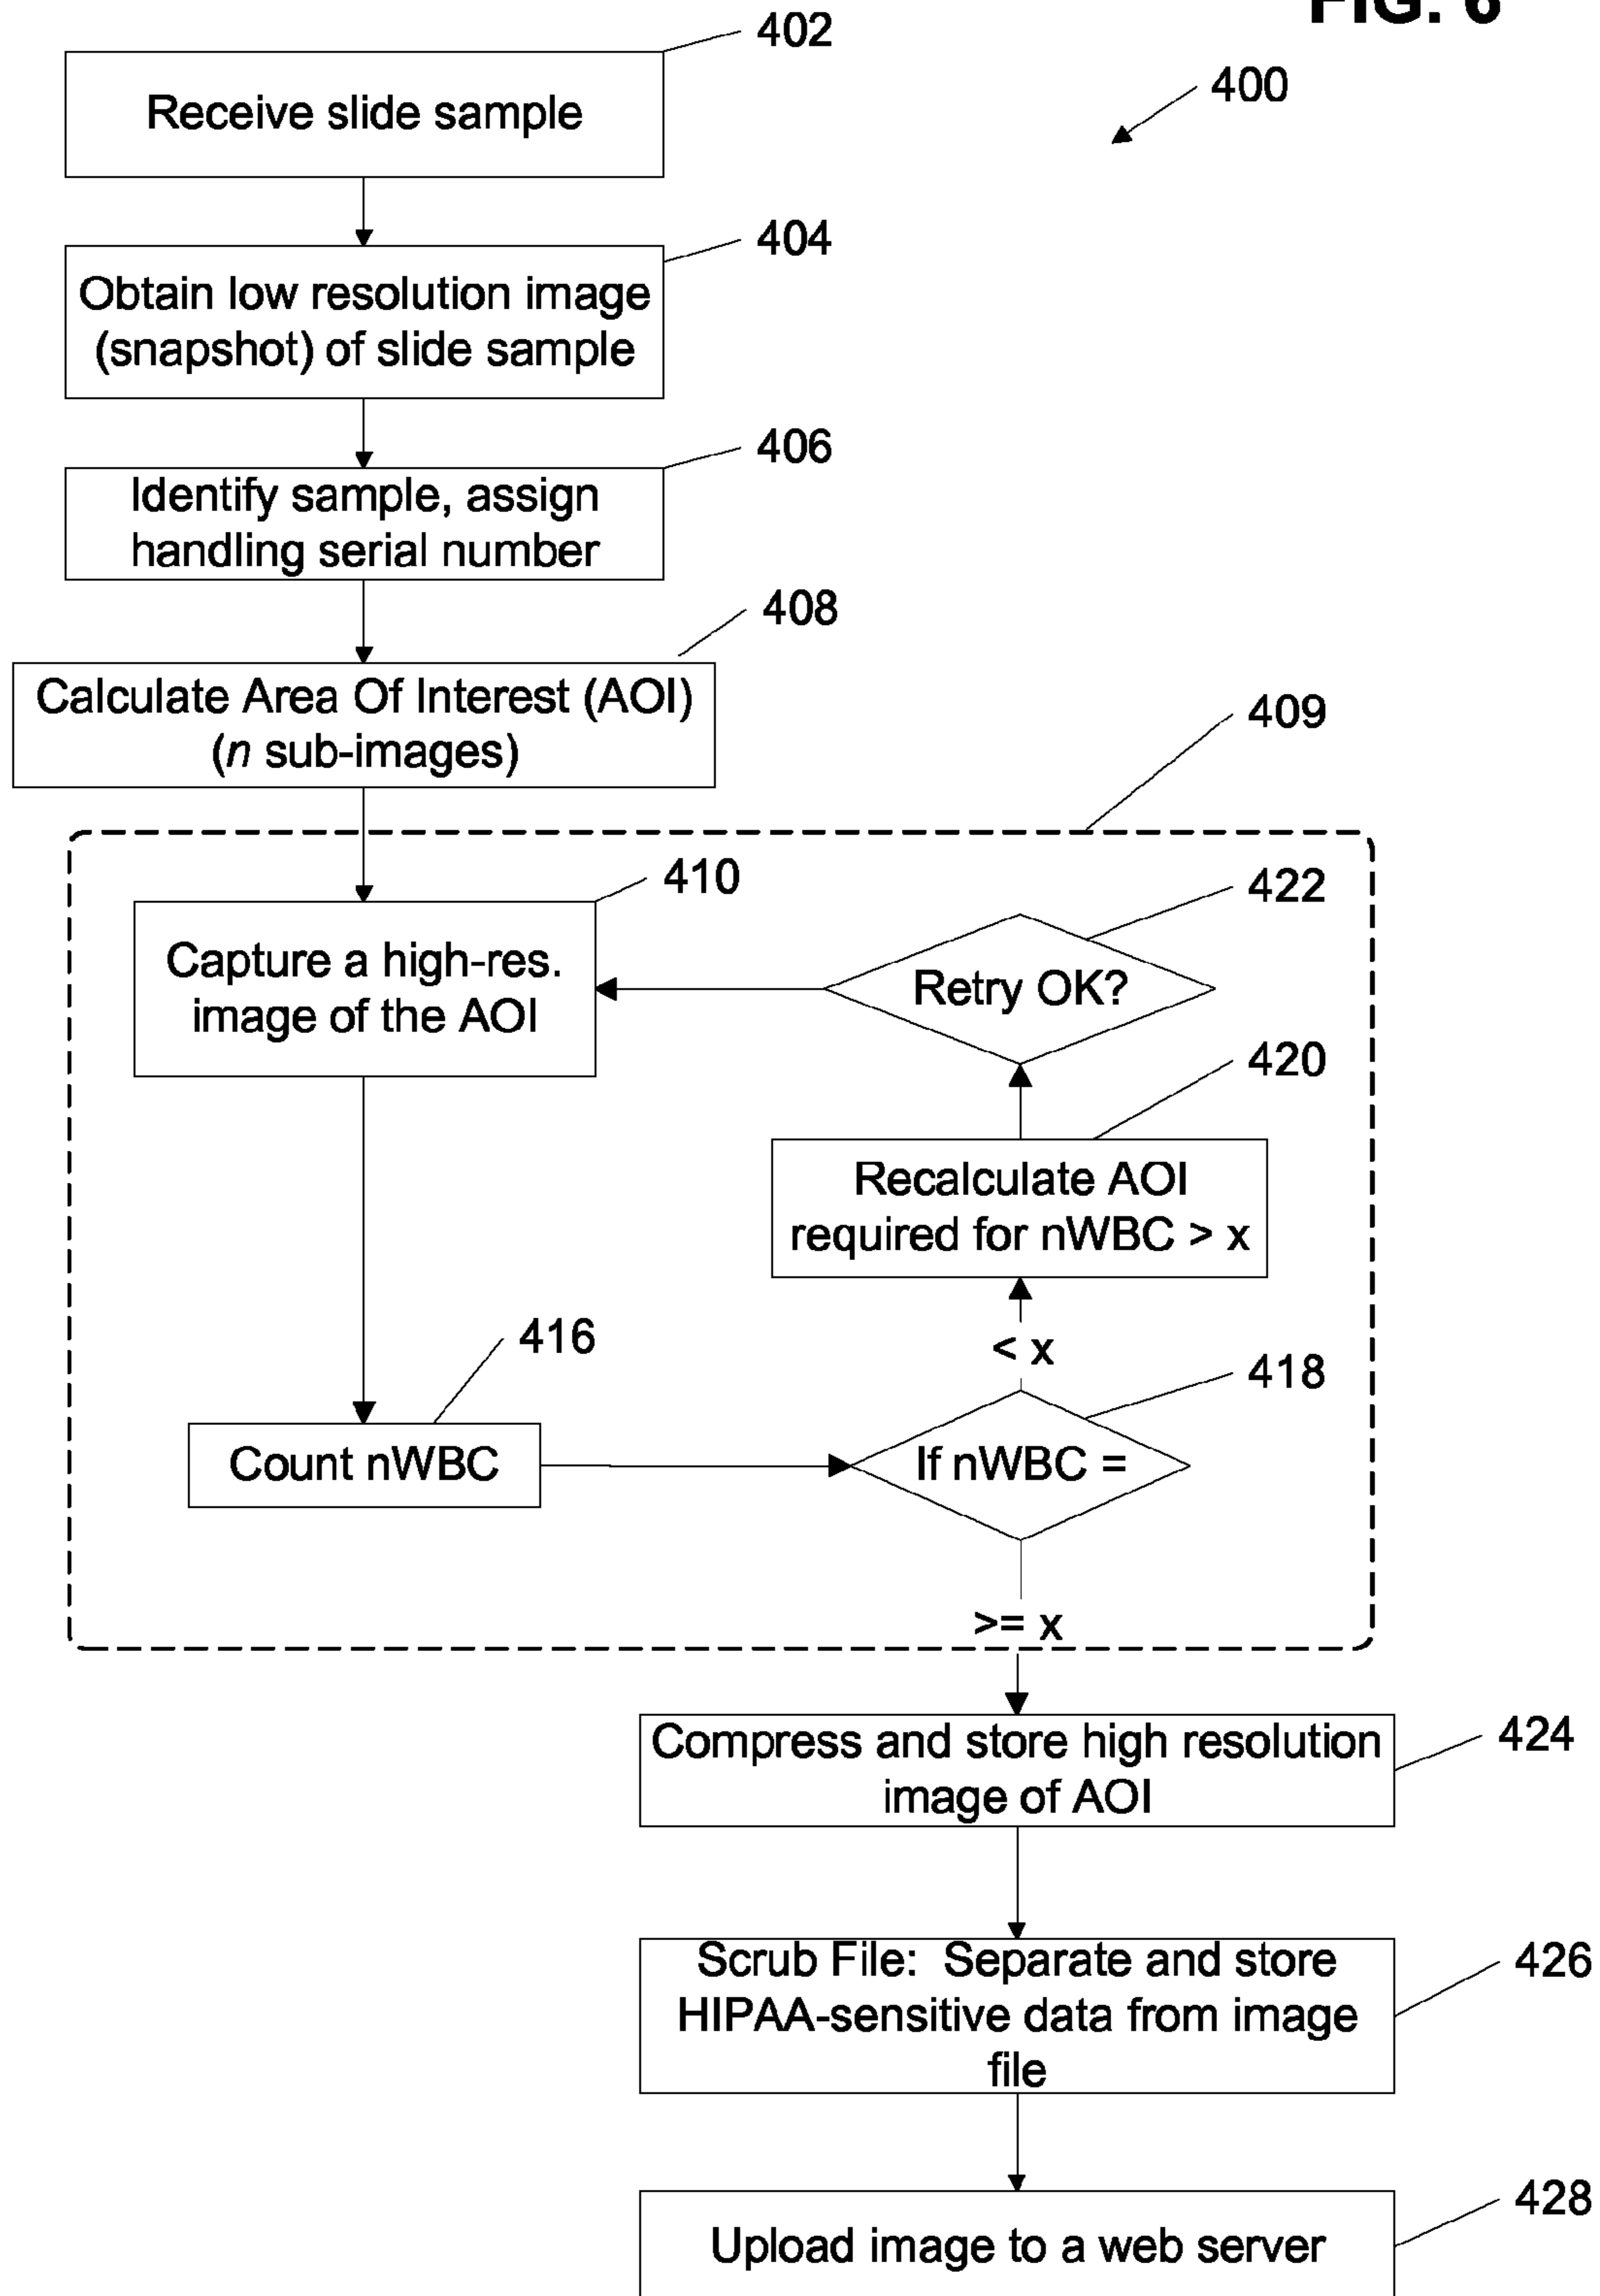 FIG. 6
402
400
Receive slide sample
404
Obtain low resolution image
(snapshot) of slide sample
406
Identify sample, assign
handling serial number
408
Calculate Area Of Interest (AOI)
(n sub-images)
409
410
422
Capture a high-res.
image of the AOI
Retry OK?
420
Recalculate AOI
required for nWBC > x
416
< x
418
Count nWBC
If nWBC =
>= x
424
Compress and store high resolution
image of AOI
426
Scrub File: Separate and store
HIPAA-sensitive data from image
file
428
Upload image to a web server